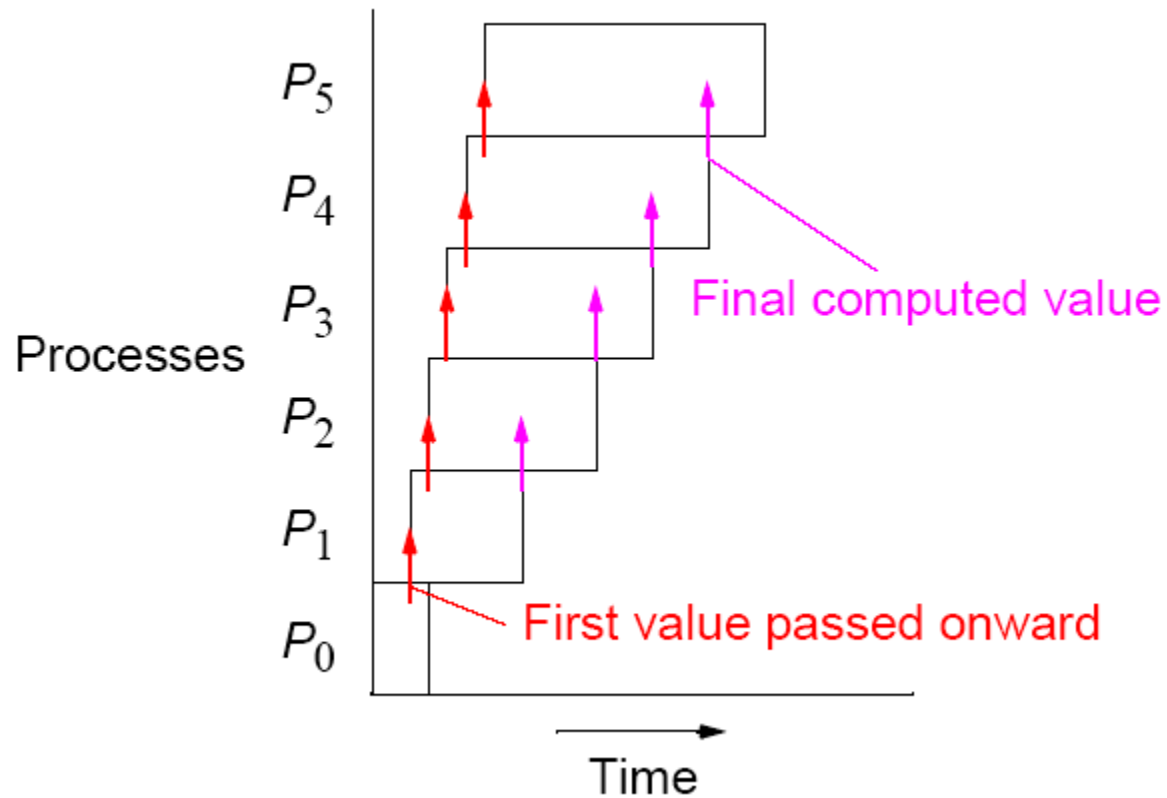 P5
P4
Final computed value
P3
Processes
P2
P1
First value passed onward
P0
Time